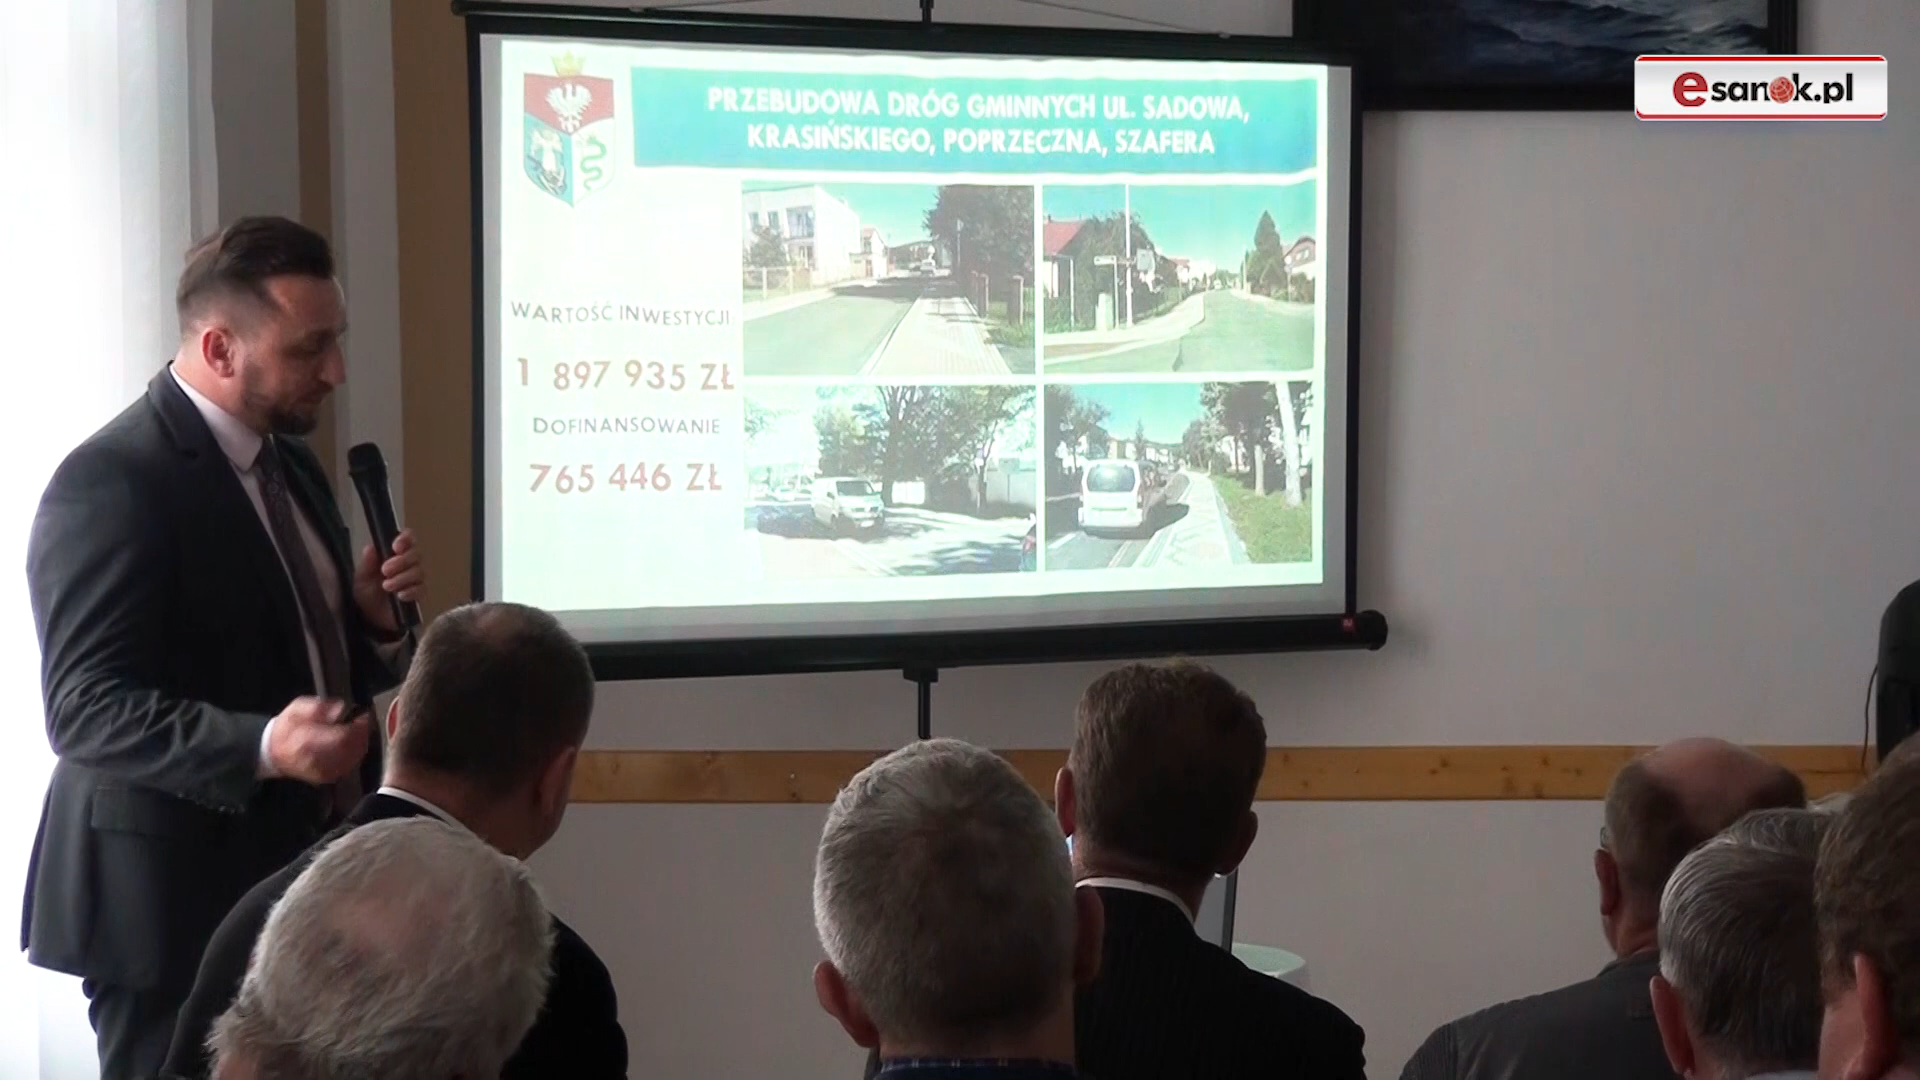 esanok.pl
PRZEBUDOWA DRÓG GMINNYCH UL. SADOWA,
KRASIŃSKIEGO, POPRZECZNA, SZAFERA
WARTOŚĆ INWESTYCJI:
1 897 935 ZŁ
DOFINANSOWANIE
765 446 ZŁ